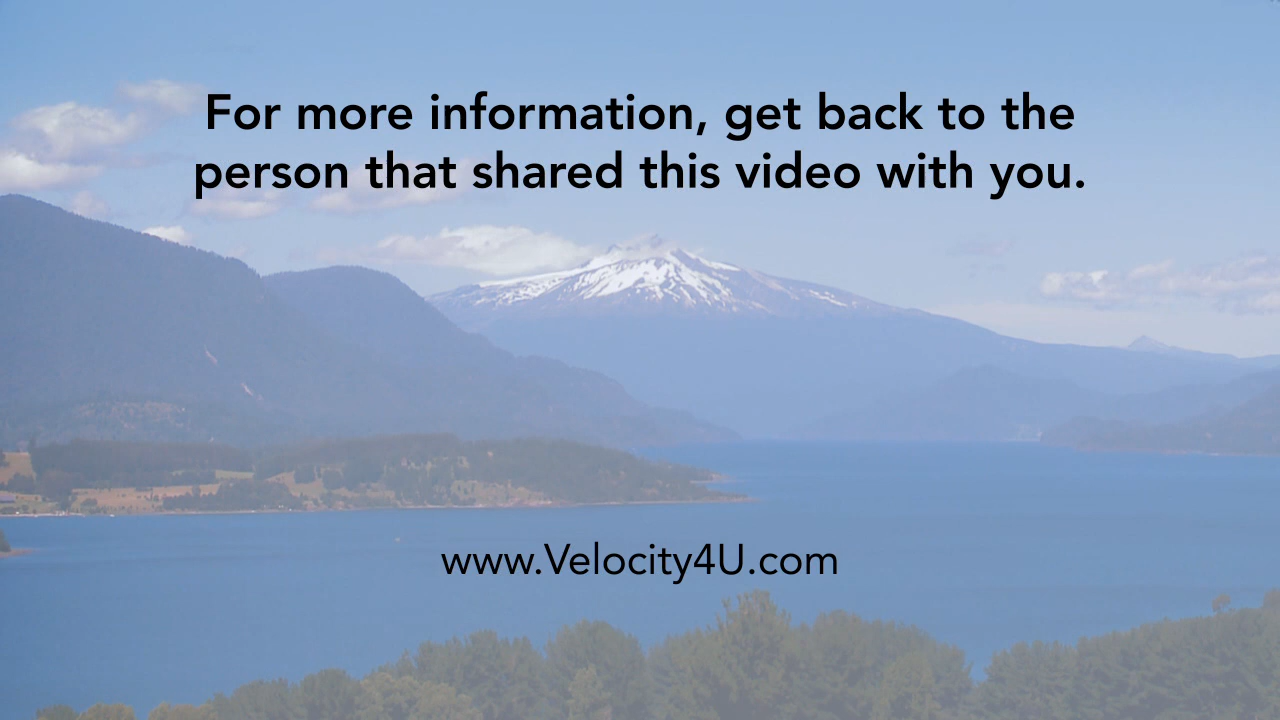 For more information, get back to the
person that shared this video with you.
www.Velocity4U.com